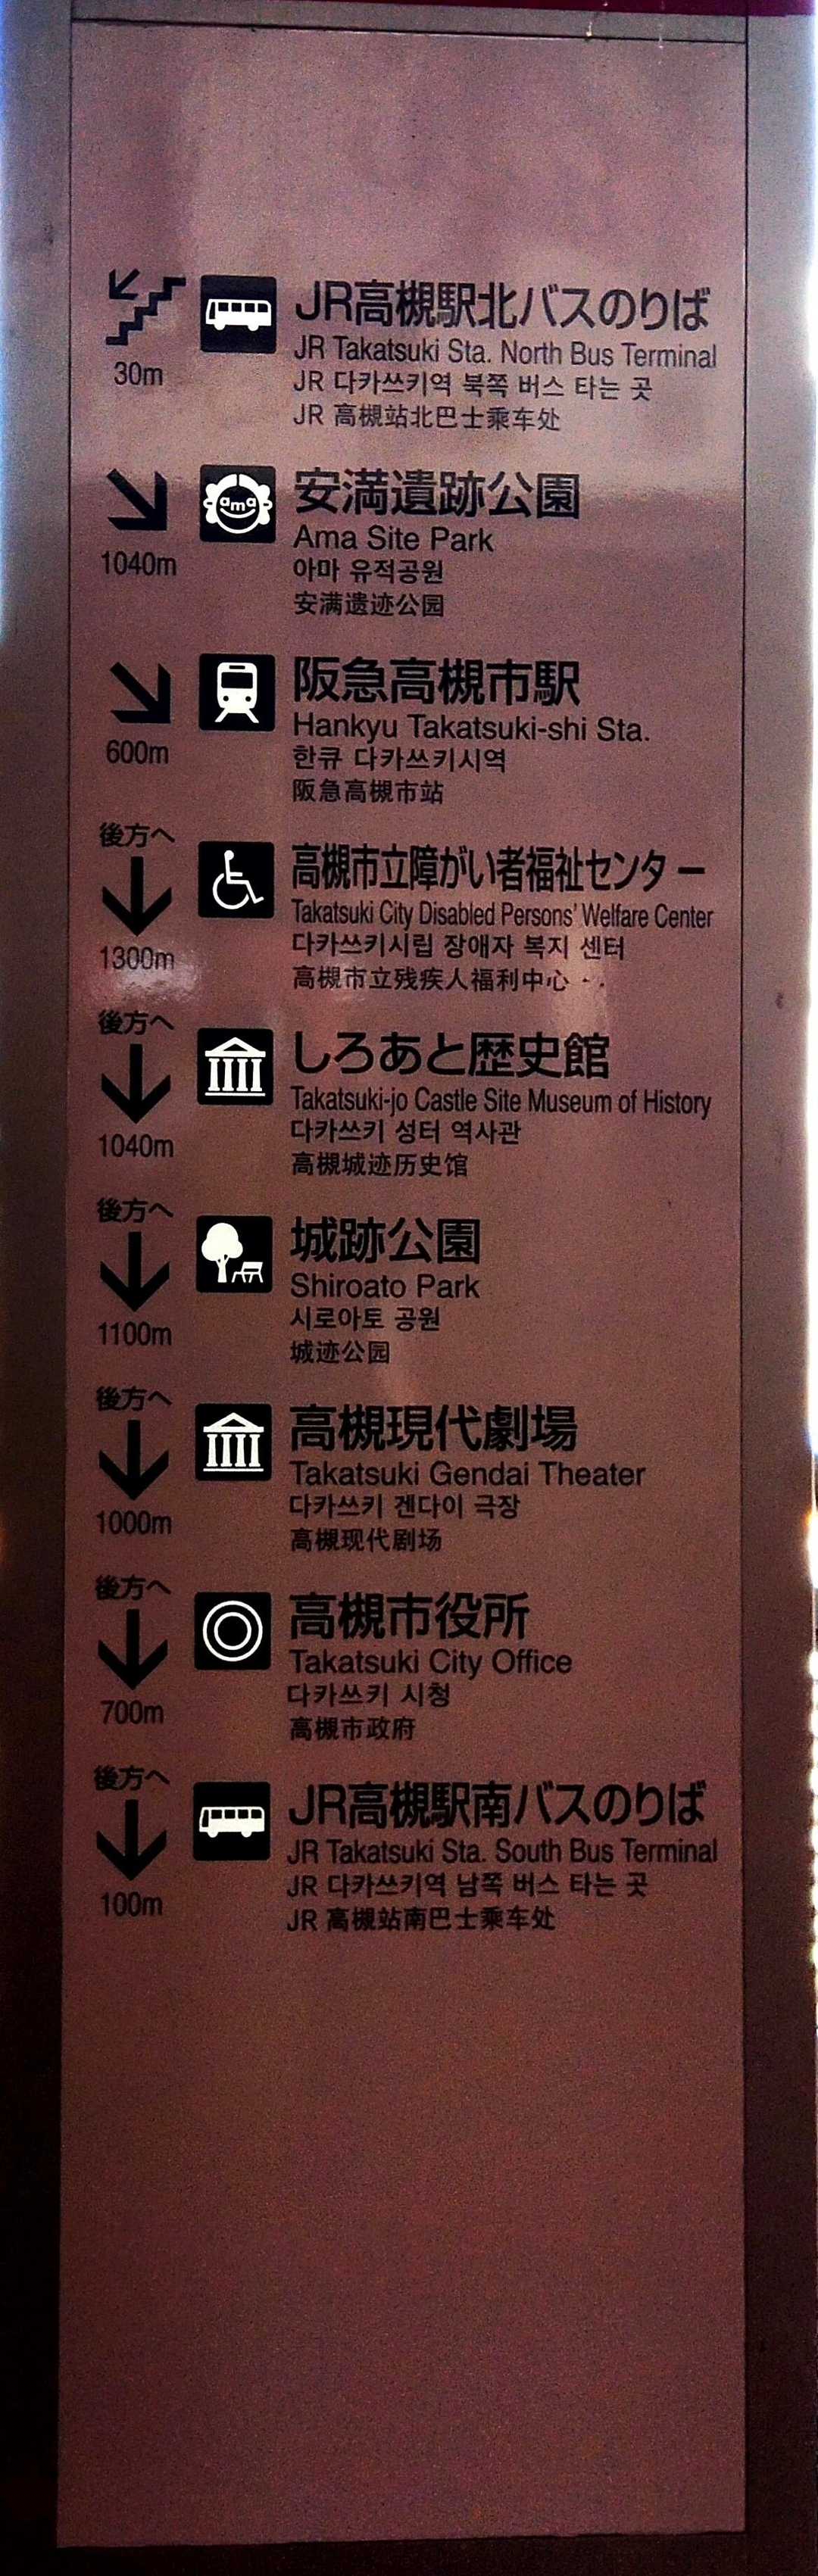 JR高槻駅北バスのりば
JR Takatsuki Sta. North Bus Terminal
30m
JR 다카쓰키역 북쪽 버스 타는 곳
JR 高槻站北巴士乘车处
安満遺跡公園
ama
Ama Site Park
1040m
아마 유적공원
安满遗迹公园
阪急高槻市駅
Hankyu Takatsuki-shi Sta.
600m
한큐 다카쓰키시역
阪急高槻市站
後方へ
高槻市立障がい者福祉センター
Takatsuki City Disabled Persons' Welfare Center
1300m
다카쓰키시립 장애자 복지 센터
高槻市立残疾人福利中心
後方へ
しろあと歴史館
Takatsuki-jo Castle Site Museum of History
1040m
다카쓰키 성터 역사관
高槻城迹历史馆
後方へ
城跡公園
Shiroato Park
1100m
시로아토 공원
城迹公园
後方へ
高槻現代劇場
Takatsuki Gendai Theater
1000m
다카쓰키 겐다이 극장
高槻现代剧场
後方へ
高槻市役所
Takatsuki City Office
700m
다카쓰키 시청
高槻市政府
後方へ
JR高槻駅南バスのりば
JR Takatsuki Sta. South Bus Terminal
100m
JR 다카쓰키역 남쪽 버스 타는 곳
JR 高槻站南巴士乘车处